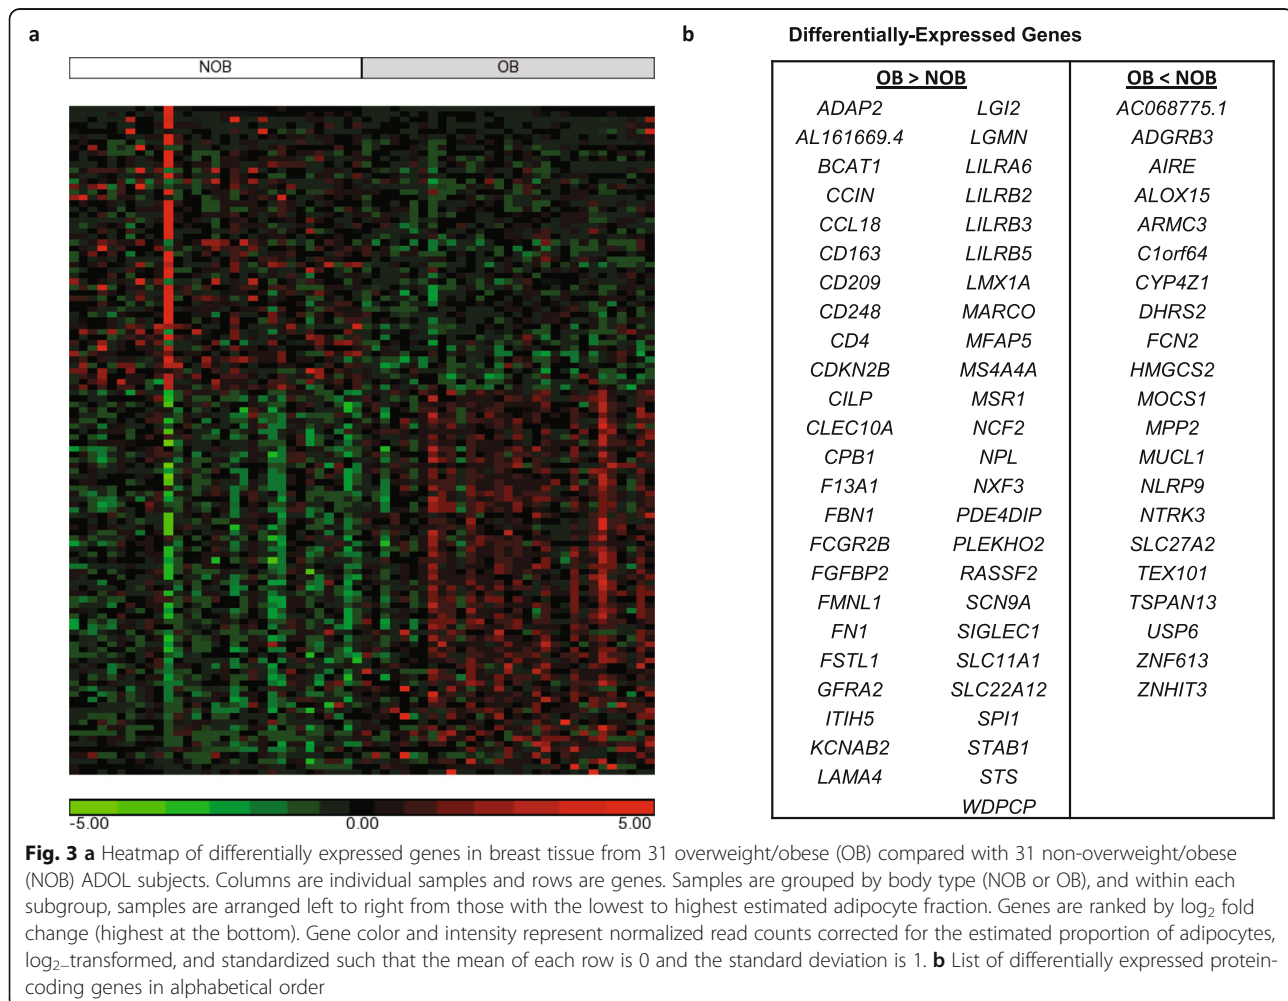 a
NOB OB
-5.00 0.00 5.00
b Differentially-Expressed Genes
OB > NOB OB < NOB
ADAP2 LGI2 AC068775.1
AL161669.4 LGMN ADGRB3
BCAT1 LILRA6 AIRE
CCIN LILRB2 ALOX15
CCL18 LILRB3 ARMC3
CD163 LILRB5 C1orf64
CD209 LMX1A CYP4Z1
CD248 MARCO DHRS2
CD4 MFAP5 FCN2
CDKN2B MS4A4A HMGCS2
CILP MSR1 MOCS1
CLEC10A NCF2 MPP2
CPB1 NPL MUCL1
F13A1 NXF3 NLRP9
FBN1 PDE4DIP NTRK3
FCGR2B PLEKHO2 SLC27A2
FGFBP2 RASSF2 TEX101
FMNL1 SCN9A TSPAN13
FN1 SIGLEC1 USP6
FSTL1 SLC11A1 ZNF613
GFRA2 SLC22A12 ZNHIT3
ITIH5 SPI1
KCNAB2 STAB1
LAMA4 STS
WDPCP
Fig. 3 a Heatmap of differentially expressed genes in breast tissue from 31 overweight/obese (OB) compared with 31 non-overweight/obese
(NOB) ADOL subjects. Columns are individual samples and rows are genes. Samples are grouped by body type (NOB or OB), and within each
subgroup, samples are arranged left to right from those with the lowest to highest estimated adipocyte fraction. Genes are ranked by log₂ fold
change (highest at the bottom). Gene color and intensity represent normalized read counts corrected for the estimated proportion of adipocytes,
log₂-transformed, and standardized such that the mean of each row is 0 and the standard deviation is 1. b List of differentially expressed protein-
coding genes in alphabetical order